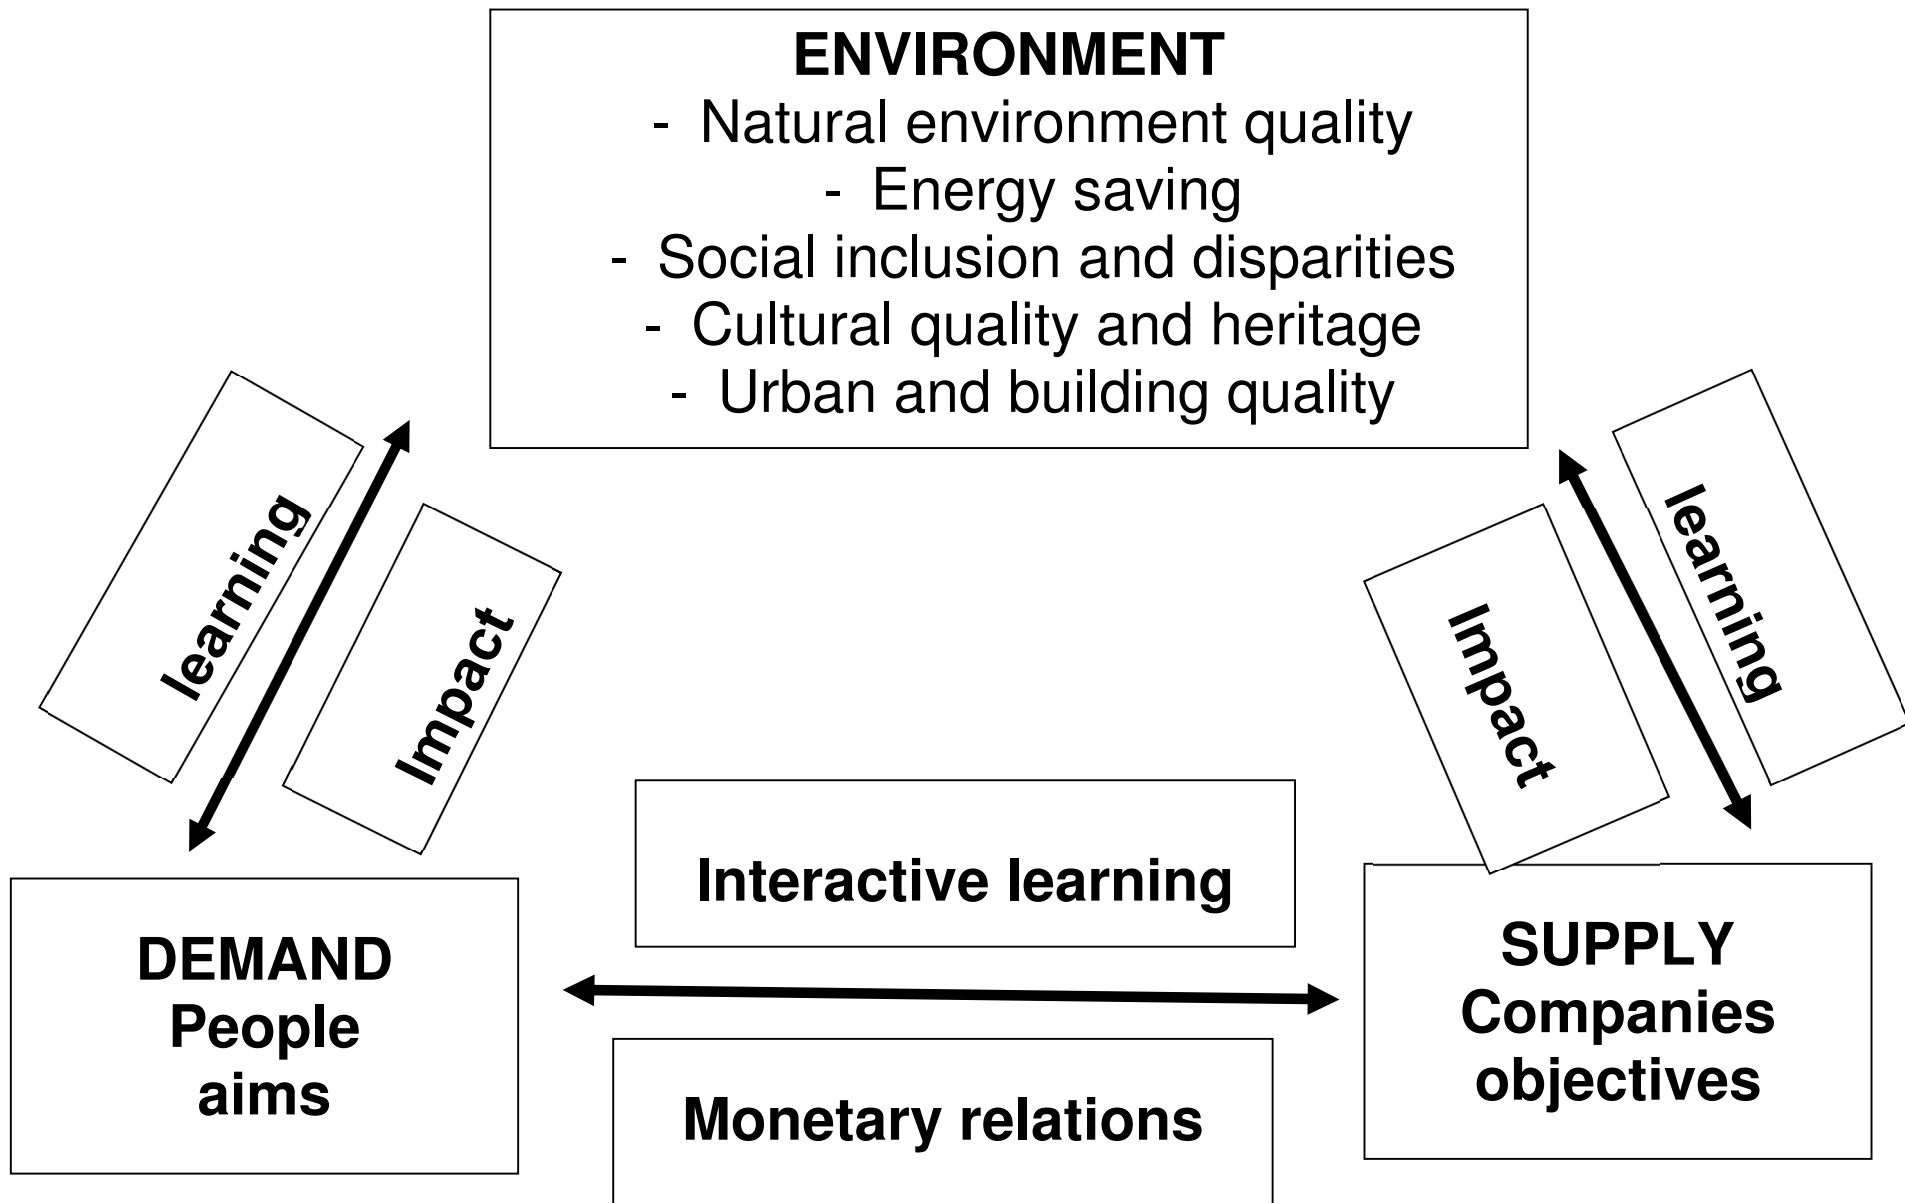 ENVIRONMENT
- Natural environment quality
- Energy saving
- Social inclusion and disparities
- Cultural quality and heritage
- Urban and building quality
learning
Impact
Impact
learning
Interactive learning
DEMAND
People
aims
SUPPLY
Companies
objectives
Monetary relations